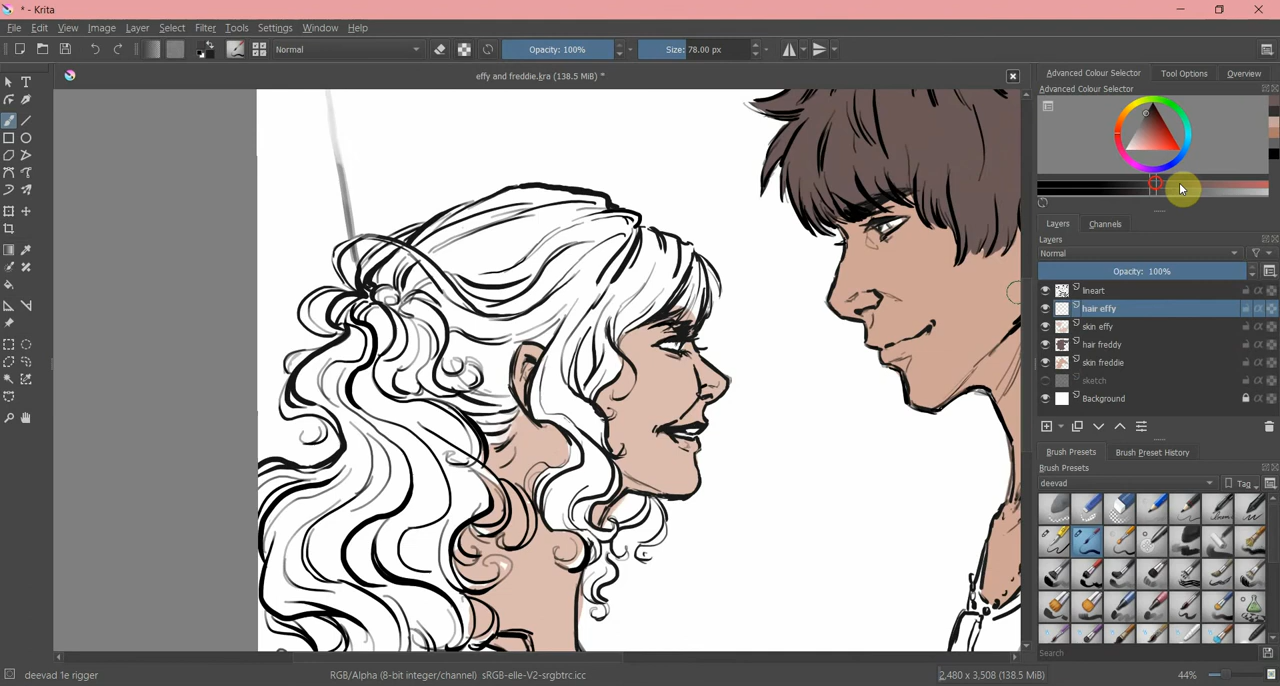 * - Krita
File Edit View Image Layer Select Filter Tools Settings Window Help
Normal Opacity: 100% Size: 78.00 px
effy and freddie.kra (138.5 MiB) *
Advanced Colour Selector Tool Options Overview
Advanced Colour Selector
Layers Channels
Layers
Normal
Opacity: 100%
lineart
hair effy
skin effy
hair freddy
skin freddie
sketch
Background
Brush Presets Brush Preset History
Brush Presets
deevad Tag
Search
deevad 1e rigger RGB/Alpha (8-bit integer/channel) sRGB-elle-V2-srgbtrc.icc 2,480 x 3,508 (138.5 MiB) 44%